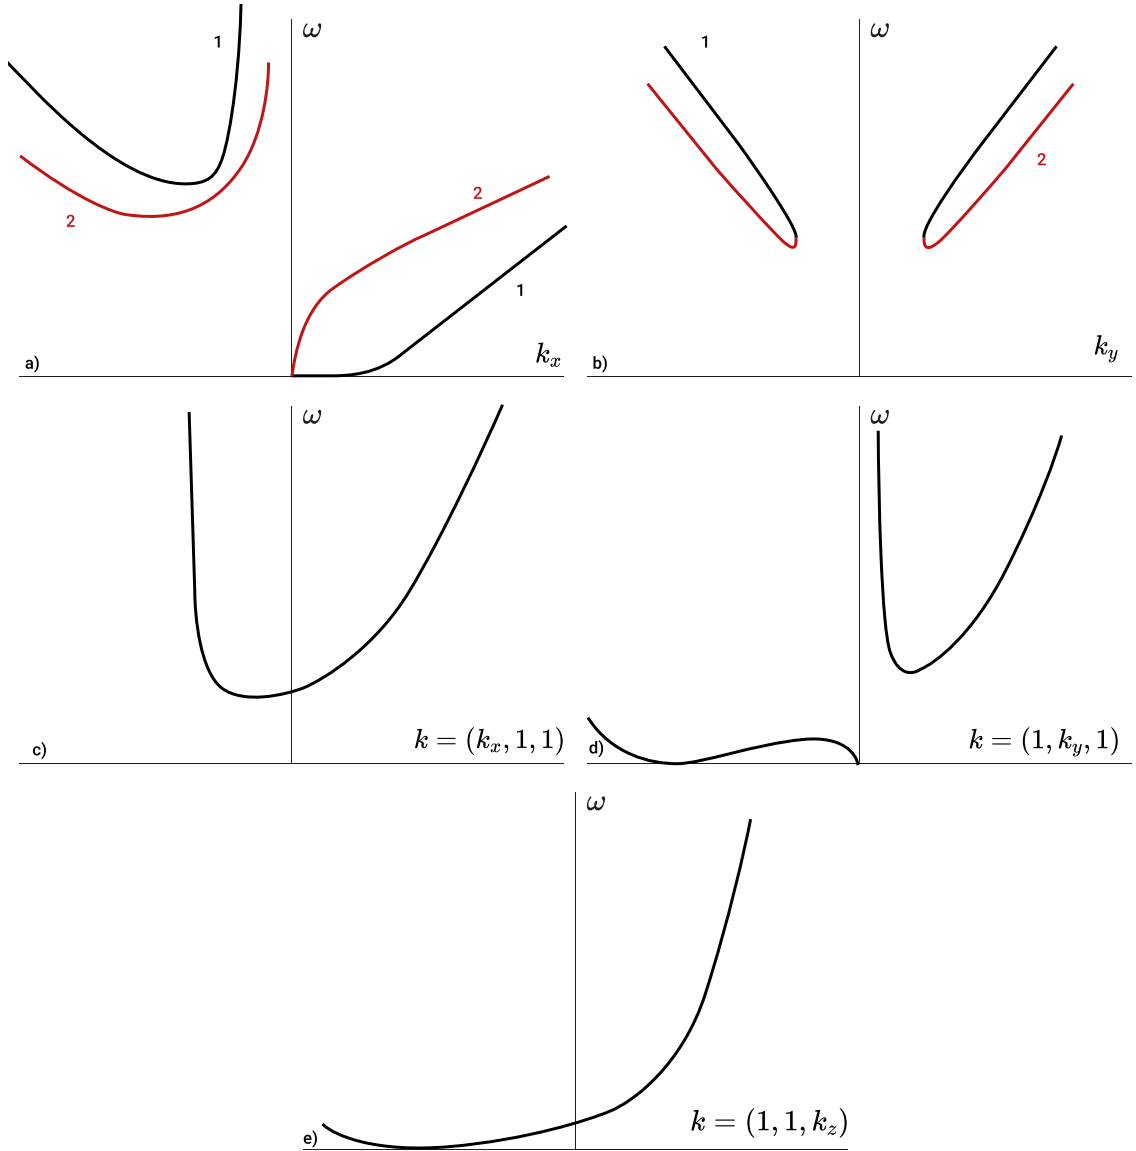 1
ω
2
2
1
a)
k_x
ω
1
2
b)
k_y
ω
c)
k = (k_x, 1, 1)
ω
d)
k = (1, k_y, 1)
ω
e)
k = (1, 1, k_z)